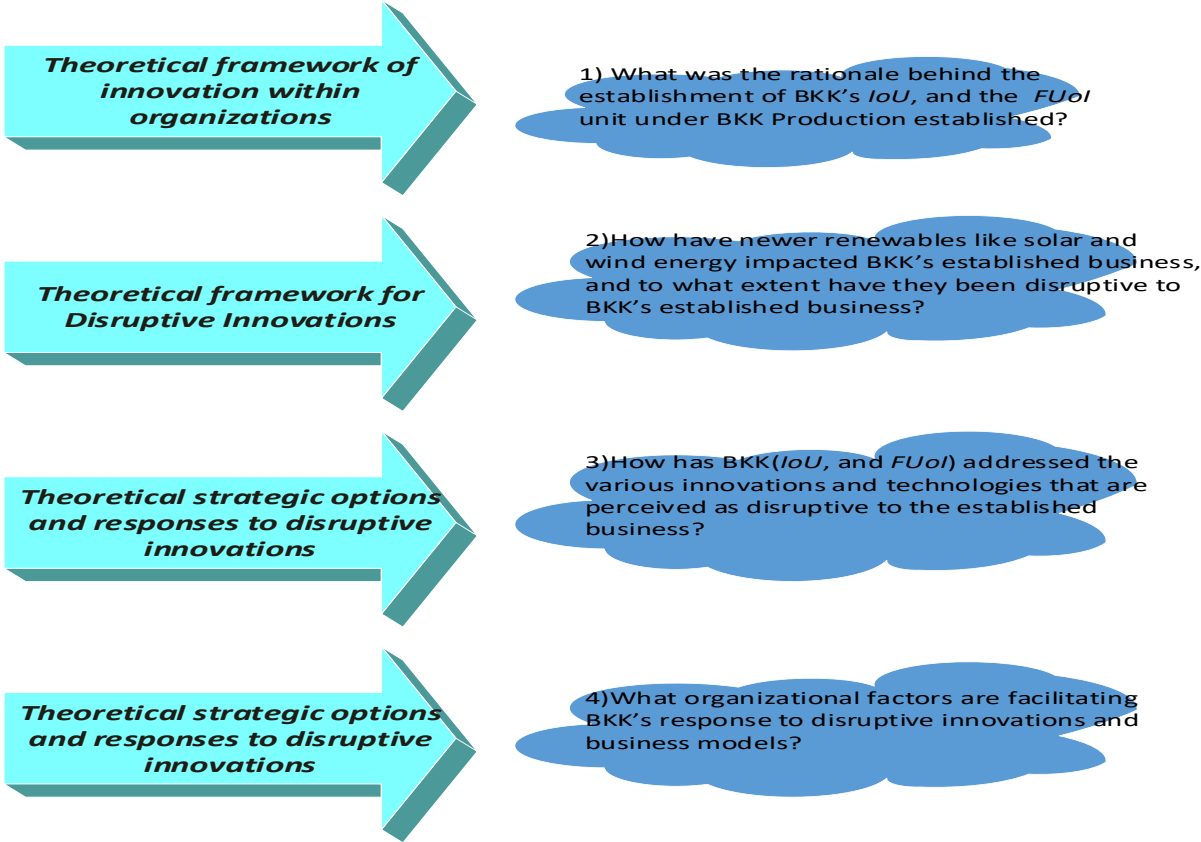 Theoretical framework of
innovation within
organizations
1) What was the rationale behind the
establishment of BKK’s IoU, and the FUoI
unit under BKK Production established?
Theoretical framework for
Disruptive Innovations
2)How have newer renewables like solar and
wind energy impacted BKK’s established business,
and to what extent have they been disruptive to
BKK’s established business?
Theoretical strategic options
and responses to disruptive
innovations
3)How has BKK(IoU, and FUoI) addressed the
various innovations and technologies that are
perceived as disruptive to the established
business?
Theoretical strategic options
and responses to disruptive
innovations
4)What organizational factors are facilitating
BKK’s response to disruptive innovations and
business models?